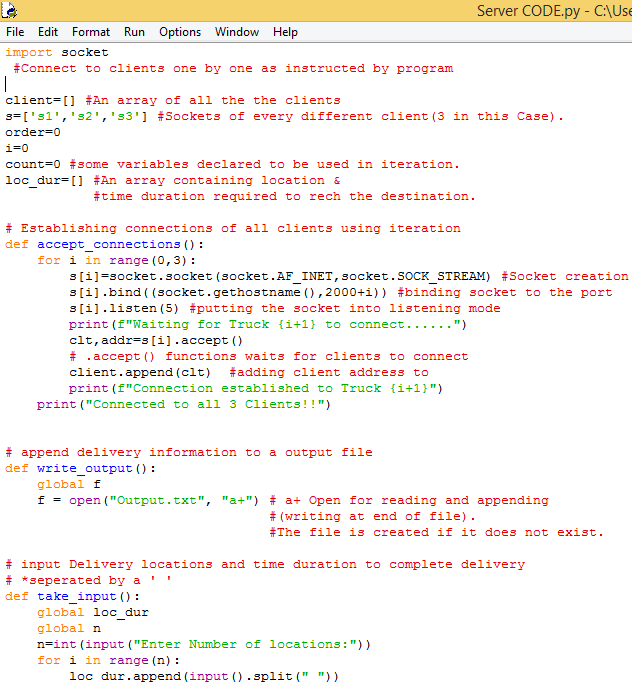 Server CODE.py - C:\Use
File Edit Format Run Options Window Help
import socket
 #Connect to clients one by one as instructed by program

client=[] #An array of all the the clients
s=['s1','s2','s3'] #Sockets of every different client(3 in this Case).
order=0
i=0
count=0 #some variables declared to be used in iteration.
loc_dur=[] #An array containing location &
           #time duration required to rech the destination.

# Establishing connections of all clients using iteration
def accept_connections():
    for i in range(0,3):
        s[i]=socket.socket(socket.AF_INET,socket.SOCK_STREAM) #Socket creation
        s[i].bind((socket.gethostname(),2000+i)) #binding socket to the port
        s[i].listen(5) #putting the socket into listening mode
        print(f"Waiting for Truck {i+1} to connect......")
        clt,addr=s[i].accept()
        # .accept() functions waits for clients to connect
        client.append(clt)  #adding client address to
        print(f"Connection established to Truck {i+1}")
    print("Connected to all 3 Clients!!")


# append delivery information to a output file
def write_output():
    global f
    f = open("Output.txt", "a+") # a+ Open for reading and appending
                                 #(writing at end of file).
                                 #The file is created if it does not exist.

# input Delivery locations and time duration to complete delivery
# *seperated by a ' '
def take_input():
    global loc_dur
    global n
    n=int(input("Enter Number of locations:"))
    for i in range(n):
        loc_dur.append(input().split(" "))